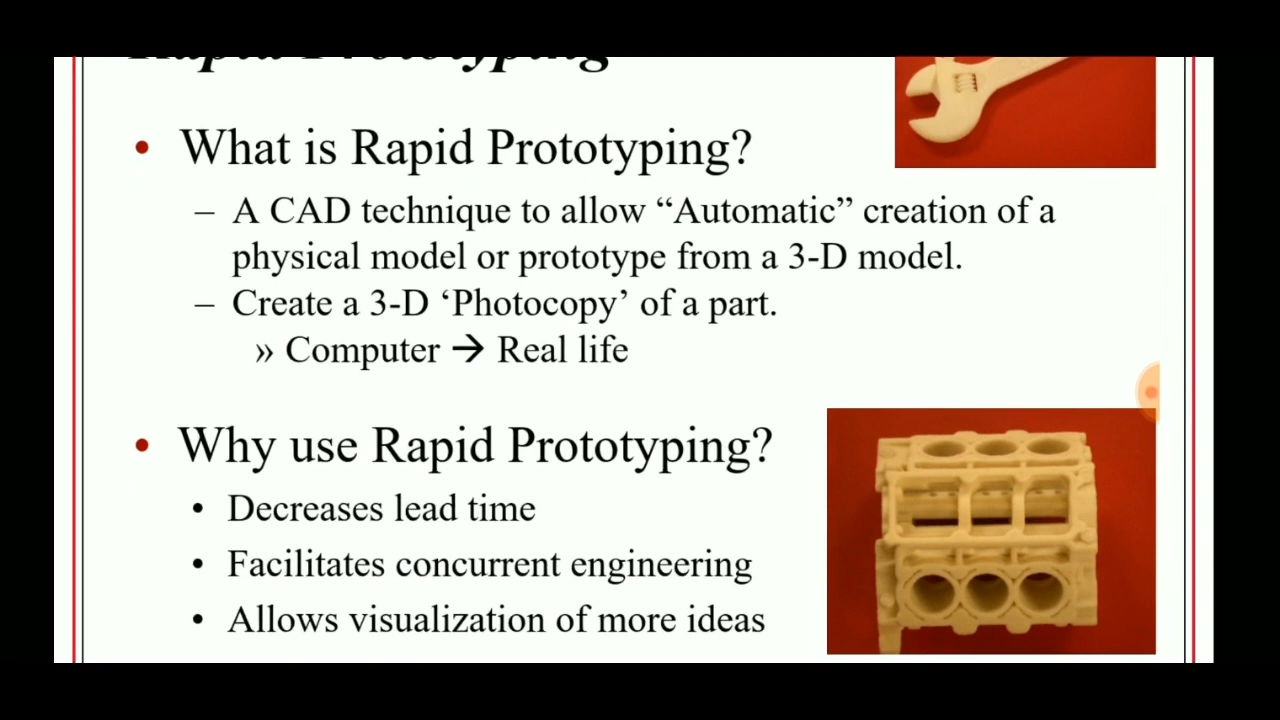 Rapid Prototyping
• What is Rapid Prototyping?
– A CAD technique to allow “Automatic” creation of a
physical model or prototype from a 3-D model.
– Create a 3-D ‘Photocopy’ of a part.
» Computer → Real life
• Why use Rapid Prototyping?
• Decreases lead time
• Facilitates concurrent engineering
• Allows visualization of more ideas